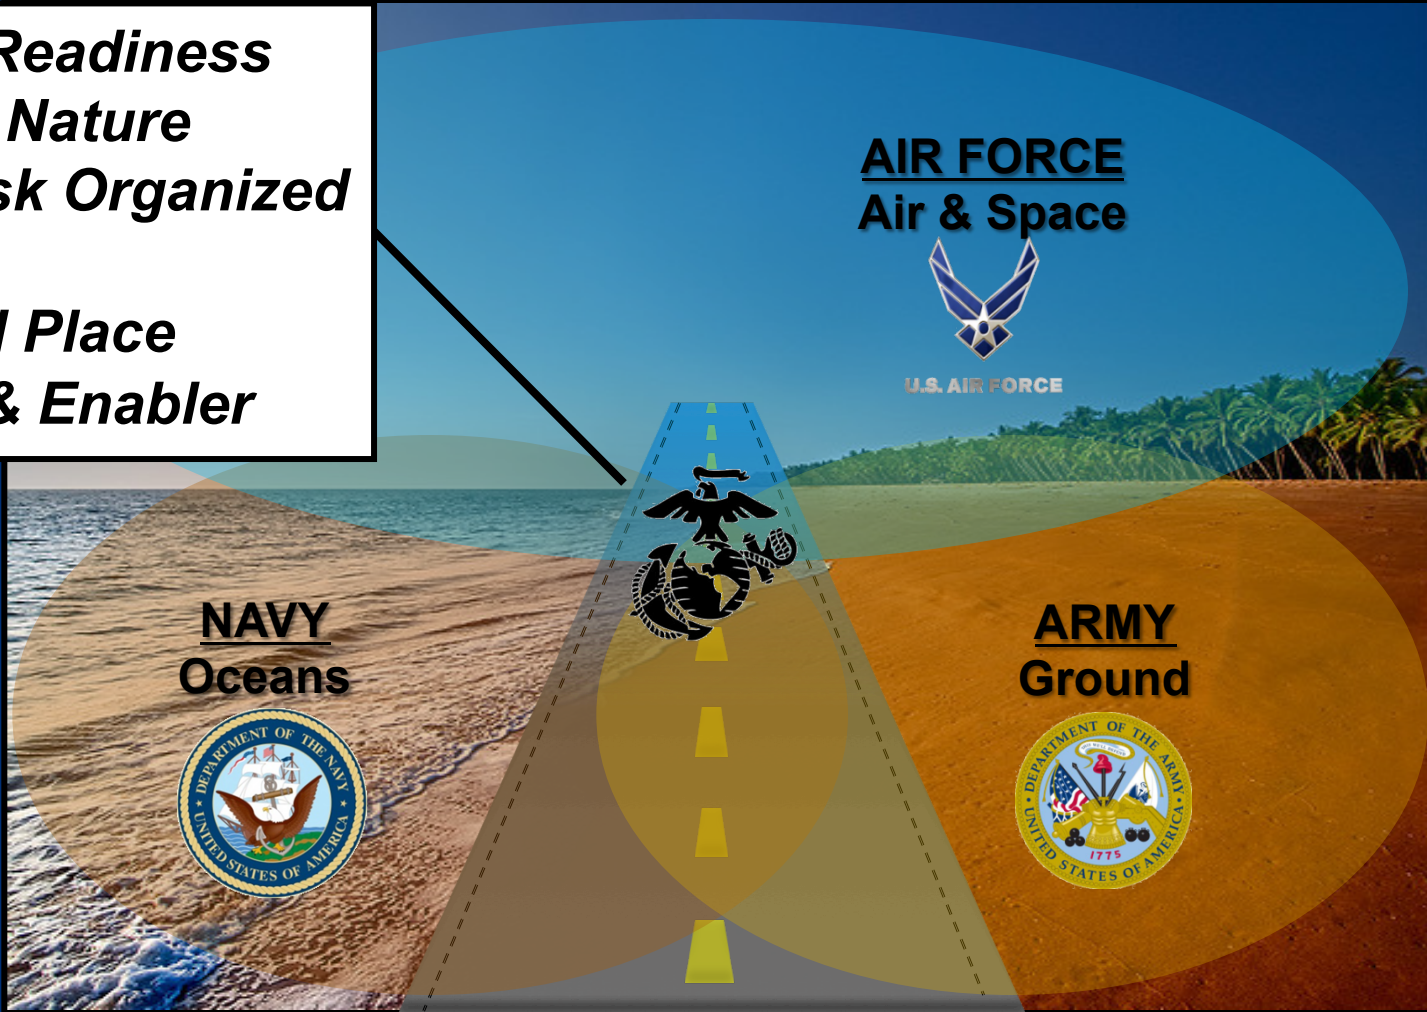 Readiness
Nature
sk Organized
Place
& Enabler
AIR FORCE
Air & Space
U.S. AIR FORCE
NAVY
Oceans
DEPARTMENT OF THE NAVY
UNITED STATES OF AMERICA
ARMY
Ground
DEPARTMENT OF THE ARMY
UNITED STATES OF AMERICA
1775